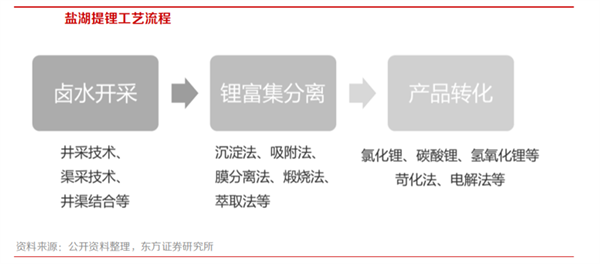 盐湖提锂工艺流程
卤水开采
锂富集分离
产品转化
井采技术、
渠采技术、
井渠结合等
沉淀法、吸附法、
膜分离法、煅烧法、
萃取法等
氯化锂、碳酸锂、氢氧化锂等
苛化法、电解法等
资料来源：公开资料整理，东方证券研究所